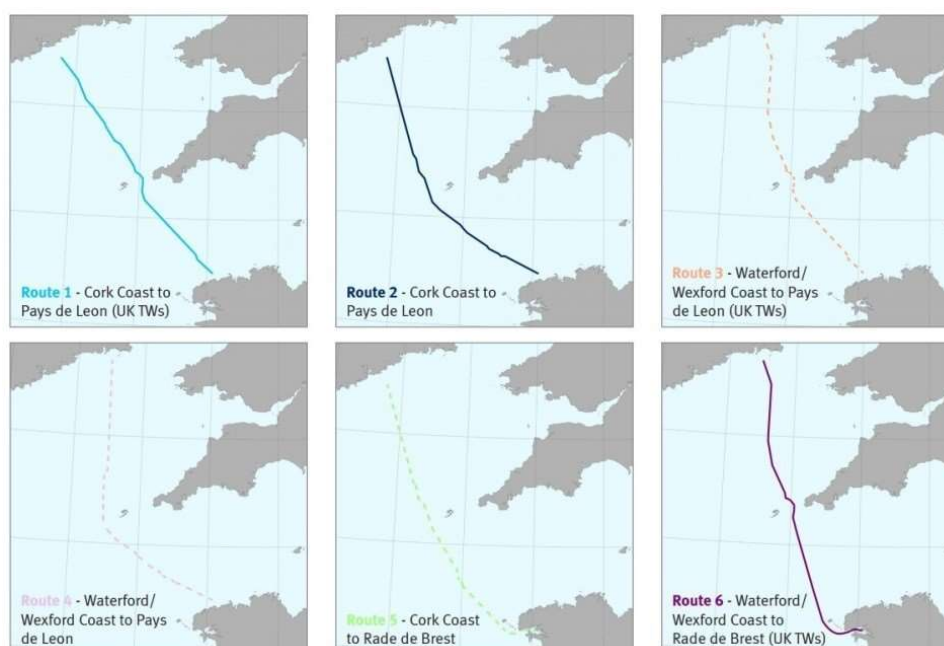 Route 1 - Cork Coast to
Pays de Leon (UK TWs)
Route 2 - Cork Coast to
Pays de Leon
Route 3 - Waterford/
Wexford Coast to Pays
de Leon (UK TWs)
Route 4 - Waterford/
Wexford Coast to Pays
de Leon
Route 5 - Cork Coast
to Rade de Brest
Route 6 - Waterford/
Wexford Coast to
Rade de Brest (UK TWs)